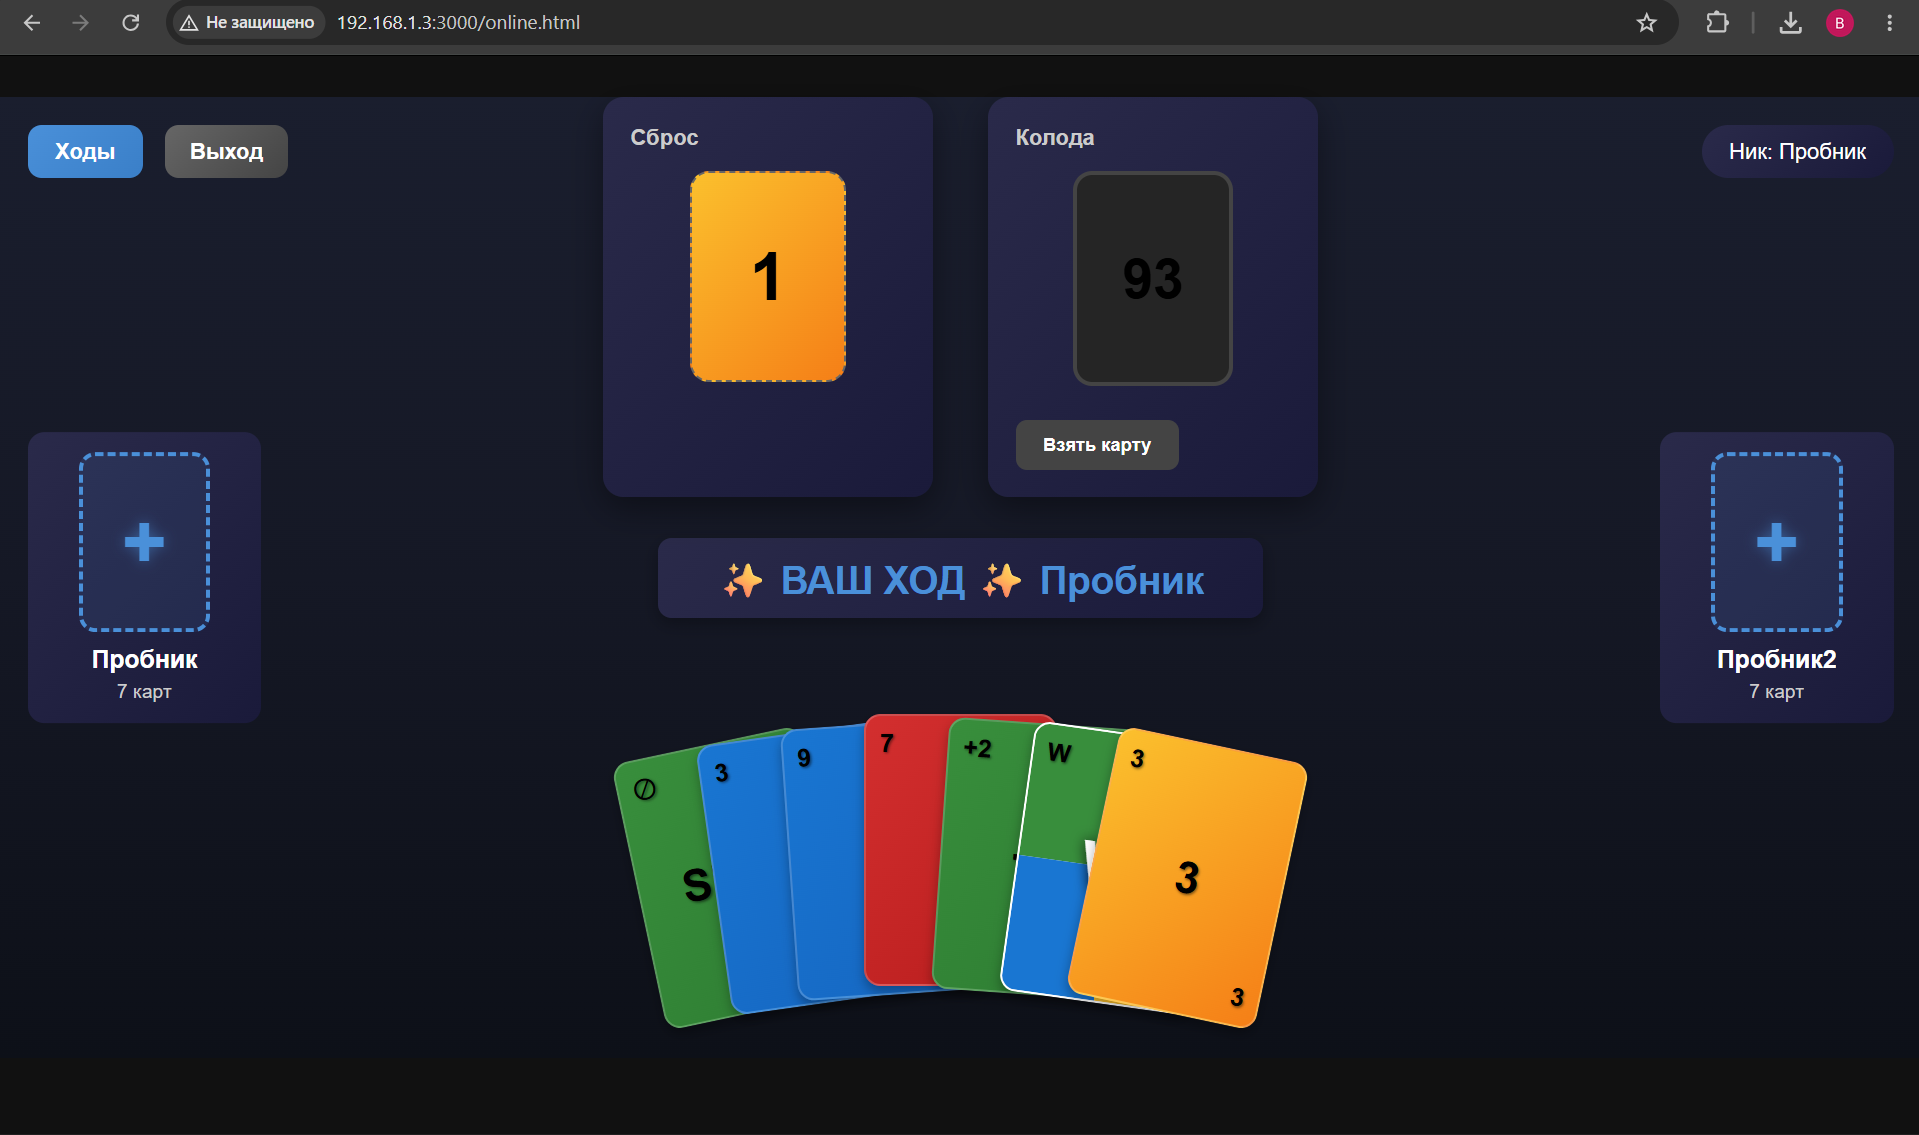 Не защищено 192.168.1.3:3000/online.html B
Ходы Выход
Сброс
1
Колода
93
Взять карту
Ник: Пробник
✨ ВАШ ХОД ✨ Пробник
+
Пробник
7 карт
+
Пробник2
7 карт
∅
S
3
9
7
+2
W
3
3
3